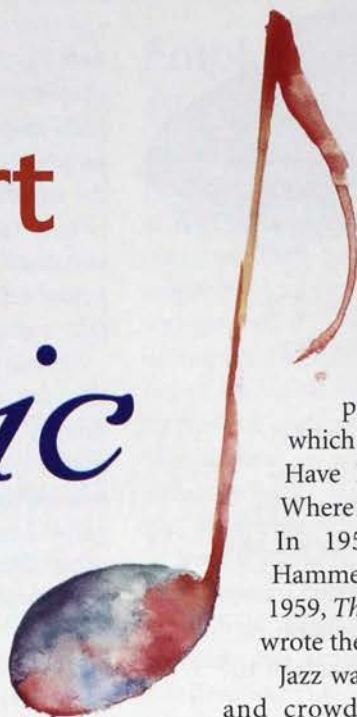 rt
ic
p
which
Have
Where
In 195
Hamme
1959, Th
wrote the
Jazz wa
and crowd